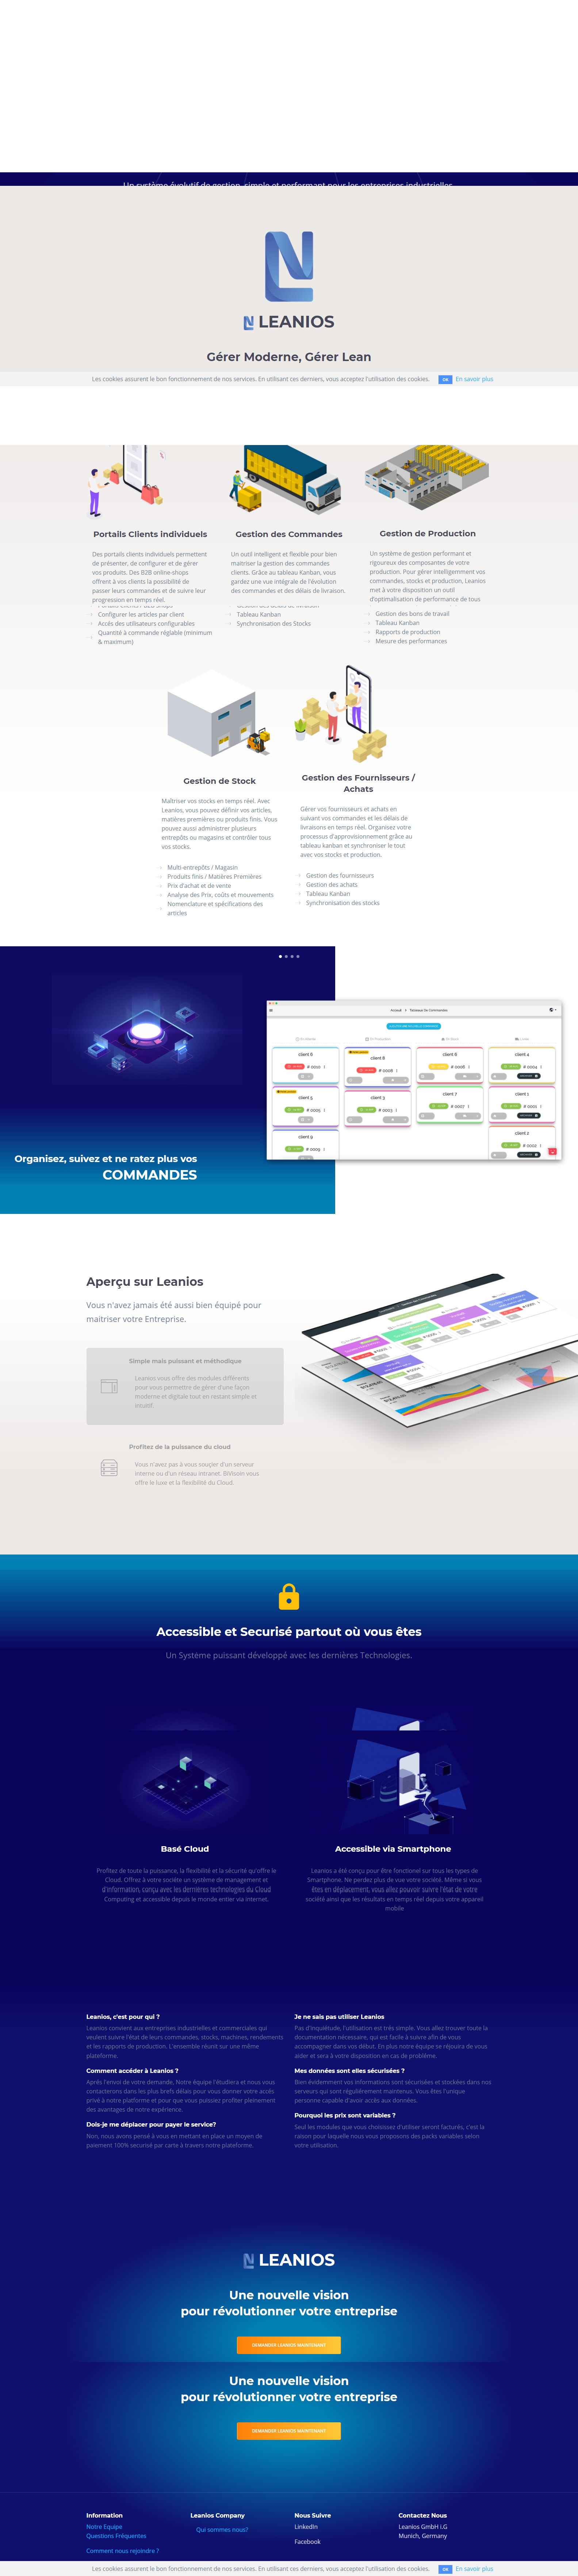 Un système évolutif de gestion, simple et performant pour les entreprises industrielles
LEANIOS
Gérer Moderne, Gérer Lean
Les cookies assurent le bon fonctionnement de nos services. En utilisant ces derniers, vous acceptez l'utilisation des cookies.
OK
En savoir plus
Portails Clients individuels
Des portails clients individuels permettent
de présenter, de configurer et de gérer
vos produits. Des B2B online-shops
offrent à vos clients la possibilité de
passer leurs commandes et de suivre leur
progression en temps réel.
Configurer les articles par client
Accès des utilisateurs configurables
Quantité à commande réglable (minimum
& maximum)
Gestion des Commandes
Un outil intelligent et flexible pour bien
maitriser la gestion des commandes
clients. Grâce au tableau Kanban, vous
gardez une vue intégrale de l'évolution
des commandes et des délais de livraison.
Tableau Kanban
Synchronisation des Stocks
Gestion de Production
Un système de gestion performant et
rigoureux des composantes de votre
production. Pour gérer intelligemment vos
commandes, stocks et production, Leanios
met à votre disposition un outil
d'optimalisation de performance de tous
Gestion des bons de travail
Tableau Kanban
Rapports de production
Mesure des performances
Gestion de Stock
Maîtriser vos stocks en temps réel. Avec
Leanios, vous pouvez définir vos articles,
matières premières ou produits finis. Vous
pouvez aussi administrer plusieurs
entrepôts ou magasins et contrôler tous
vos stocks.
Multi-entrepôts / Magasin
Produits finis / Matières Premières
Prix d'achat et de vente
Analyse des Prix, coûts et mouvements
Nomenclature et spécifications des
articles
Gestion des Fournisseurs /
Achats
Gérer vos fournisseurs et achats en
suivant vos commandes et les délais de
livraisons en temps réel. Organisez votre
processus d'approvisionnement grâce au
tableau kanban et synchroniser le tout
avec vos stocks et production.
Gestion des fournisseurs
Gestion des achats
Tableau Kanban
Synchronisation des stocks
Organisez, suivez et ne ratez plus vos
COMMANDES
Accueil
Tableaux De Commandes
client 6
# 0002
client 5
# 0005
client 9
# 0009
client 8
# 0008
client 3
# 0003
client 6
# 0006
client 7
# 0007
client 4
# 0004
client 1
# 0001
client 2
# 0002
Aperçu sur Leanios
Vous n'avez jamais été aussi bien équipé pour
maitriser votre Entreprise.
Simple mais puissant et méthodique
Leanios vous offre des modules différents
pour vous permettre de gérer d'une façon
moderne et digitale tout en restant simple et
intuitif.
Profitez de la puissance du cloud
Vous n'avez pas à vous souçier d'un serveur
interne ou d'un réseau intranet. BIVisoin vous
offre le luxe et la flexibilité du Cloud.
Accessible et Securisé partout où vous êtes
Un Système puissant développé avec les dernières Technologies.
Basé Cloud
Profitez de toute la puissance, la flexibilité et la sécurité qu'offre le
Cloud. Offrez à votre société un système de management et
d'information, conçu avec les dernières technologies du Cloud
Computing et accessible depuis le monde entier via internet.
Accessible via Smartphone
Leanios a été conçu pour être fonctionel sur tous les types de
Smartphone. Ne perdez plus de vue votre société. Même si vous
êtes en déplacement, vous allez pouvoir suivre l'état de votre
société ainsi que les résultats en temps réel depuis votre appareil
mobile
Leanios, c'est pour qui ?
Leanios convient aux entreprises industrielles et commerciales qui
veulent suivre l'état de leurs commandes, stocks, machines, rendements
et les rapports de production. L'ensemble réunit sur une même
plateforme.
Comment accéder à Leanios ?
Après l'envoi de votre demande, Notre équipe l'étudiera et nous vous
contacterons dans les plus brefs délais pour vous donner votre accès
privé à notre platforme et pour que vous puissiez profiter pleinement
des avantages de notre expérience.
Dois-je me déplacer pour payer le service?
Non, nous avons pensé à vous en mettant en place un moyen de
paiement 100% securisé par carte à travers notre plateforme.
Je ne sais pas utiliser Leanios
Pas d'inquiétude, l'utilisation est très simple. Vous allez trouver toute la
documentation nécessaire, qui est facile à suivre afin de vous
accompagner dans vos début. En plus notre équipe se réjouira de vous
aider et sera à votre disposition en cas de problème.
Mes données sont elles sécurisées ?
Bien évidemment vos informations sont sécurisées et stockées dans nos
serveurs qui sont régulièrement maintenus. Vous êtes l'unique
personne capable d'avoir accès aux données.
Pourquoi les prix sont variables ?
Seul les modules que vous choisissez d'utiliser seront facturés, c'est la
raison pour laquelle nous vous proposons des packs variables selon
votre utilisation.
LEANIOS
Une nouvelle vision
pour révolutionner votre entreprise
DEMANDER LEANIOS MAINTENANT
Une nouvelle vision
pour révolutionner votre entreprise
DEMANDER LEANIOS MAINTENANT
Information
Notre Equipe
Questions Fréquentes
Comment nous rejoindre ?
Leanios Company
Qui sommes nous?
Nous Suivre
LinkedIn
Facebook
Contactez Nous
Leanios GmbH i.G
Munich, Germany
Les cookies assurent le bon fonctionnement de nos services. En utilisant ces derniers, vous acceptez l'utilisation des cookies.
OK
En savoir plus